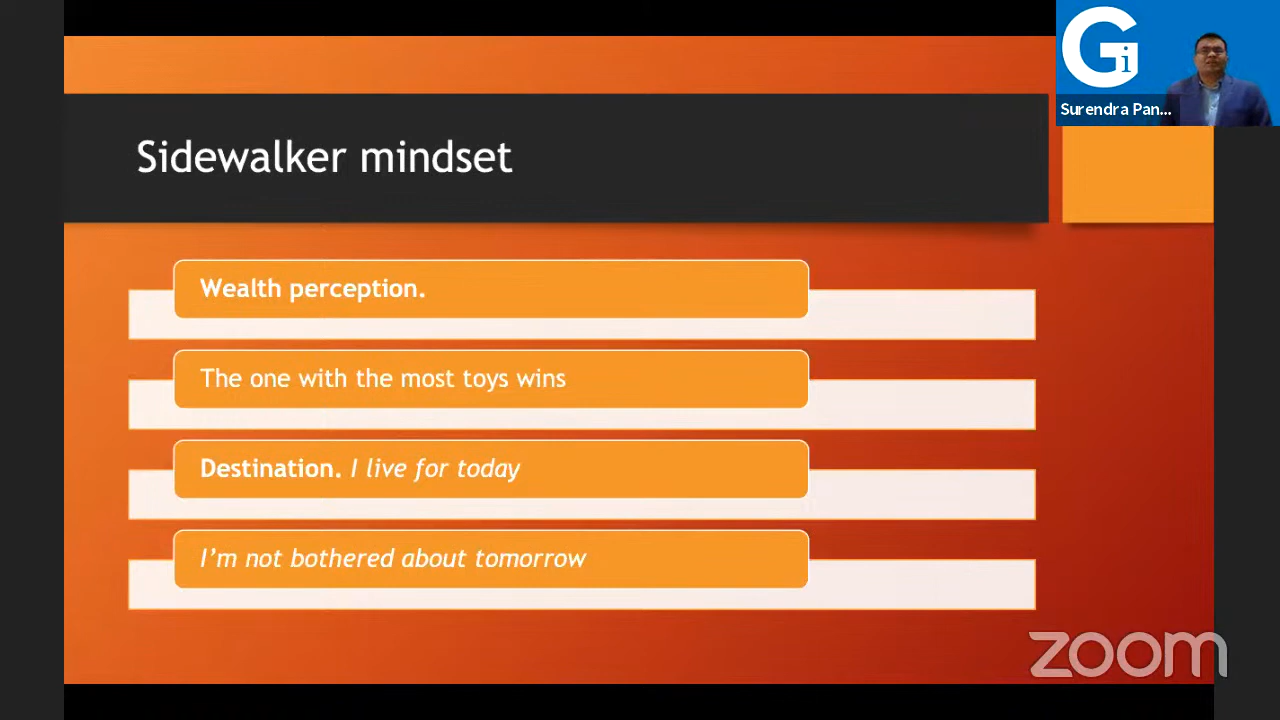 Gi
Surendra Pan...
Sidewalker mindset
Wealth perception.
The one with the most toys wins
Destination. I live for today
I'm not bothered about tomorrow
zoom